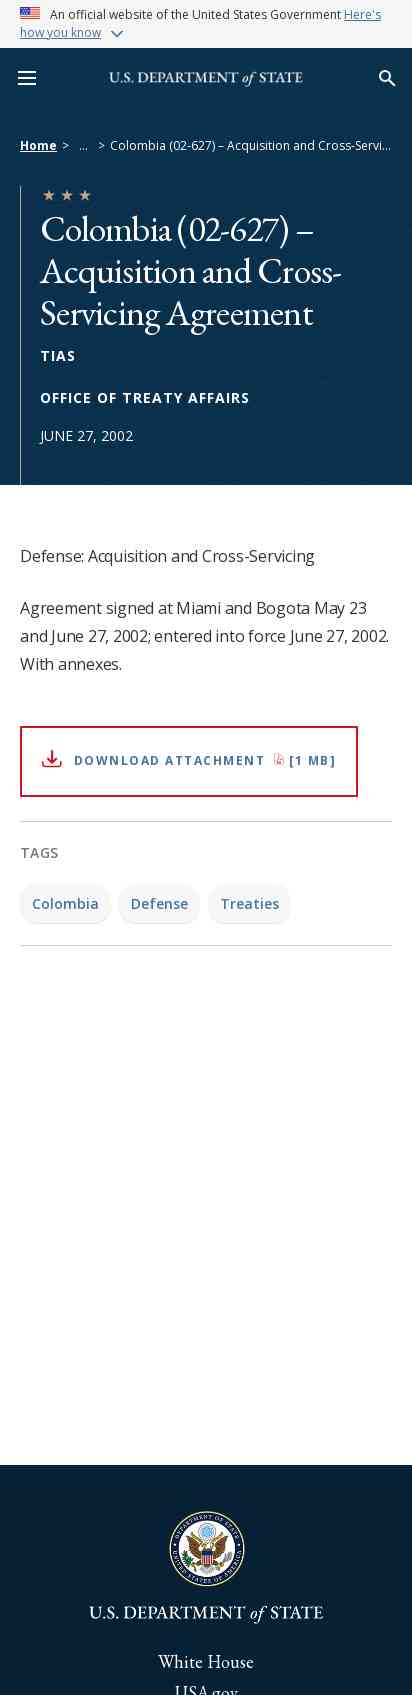 An official website of the United States Government Here's
how you know
U.S. DEPARTMENT of STATE
Home > ... > Colombia (02-627) – Acquisition and Cross-Servi...
Colombia (02-627) –
Acquisition and Cross-
Servicing Agreement
TIAS
OFFICE OF TREATY AFFAIRS
JUNE 27, 2002
Defense: Acquisition and Cross-Servicing
Agreement signed at Miami and Bogota May 23
and June 27, 2002; entered into force June 27, 2002.
With annexes.
DOWNLOAD ATTACHMENT [1 MB]
TAGS
Colombia Defense Treaties
DEPARTMENT OF STATE
UNITED STATES OF AMERICA
U.S. DEPARTMENT of STATE
White House
USA.gov